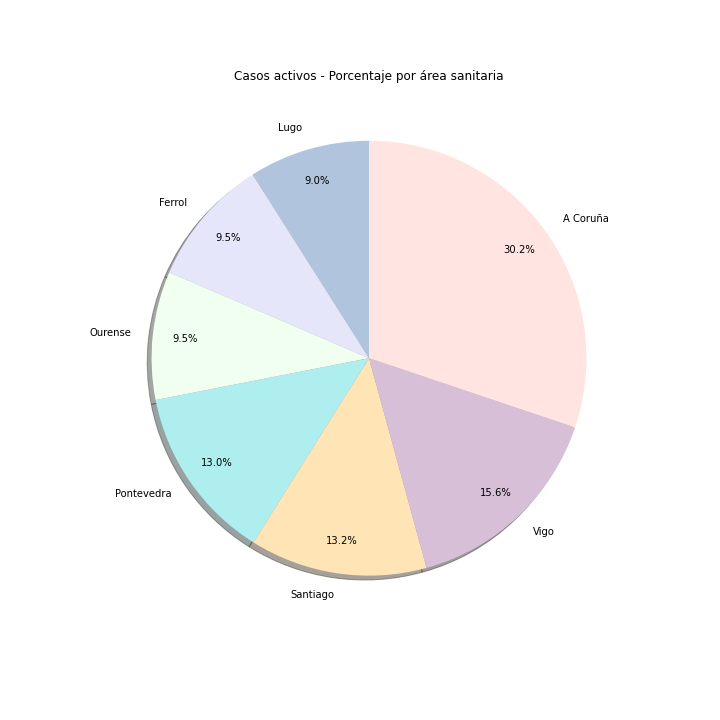 Casos activos - Porcentaje por área sanitaria
Lugo
9.0%
Ferrol
9.5%
A Coruña
30.2%
Ourense
9.5%
Pontevedra
13.0%
Vigo
15.6%
Santiago
13.2%